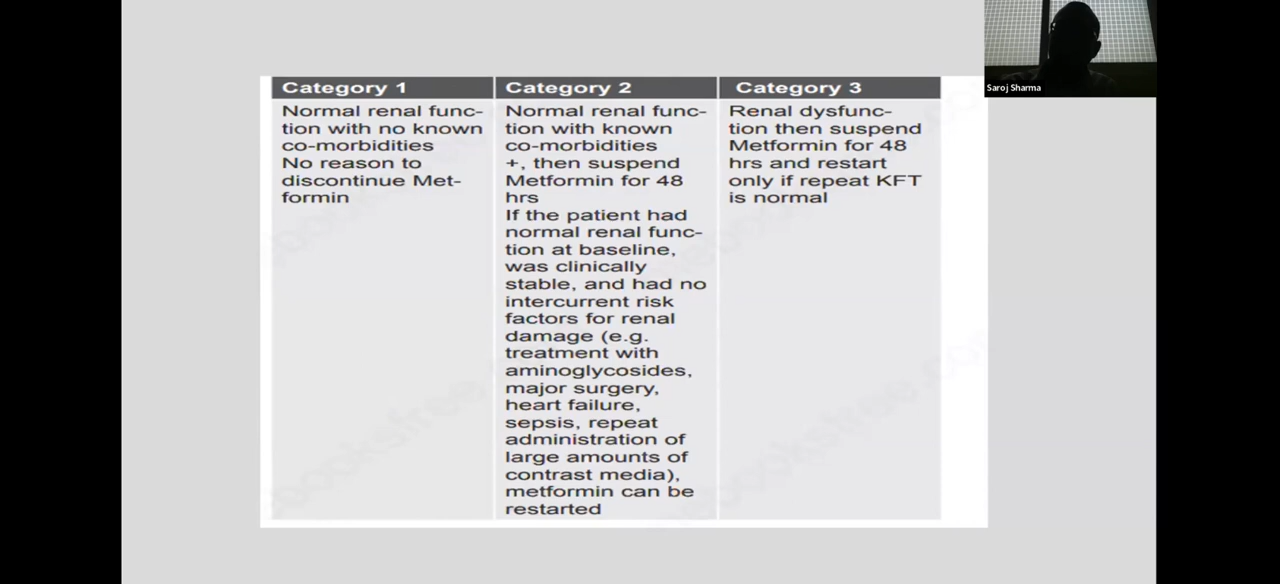 Saroj Sharma
Category 1
Normal renal func-
tion with no known
co-morbidities
No reason to
discontinue Met-
formin
Category 2
Normal renal func-
tion with known
co-morbidities
+, then suspend
Metformin for 48
hrs
If the patient had
normal renal func-
tion at baseline,
was clinically
stable, and had no
intercurrent risk
factors for renal
damage (e.g.
treatment with
aminoglycosides,
major surgery,
heart failure,
sepsis, repeat
administration of
large amounts of
contrast media),
metformin can be
restarted
Category 3
Renal dysfunc-
tion then suspend
Metformin for 48
hrs and restart
only if repeat KFT
is normal